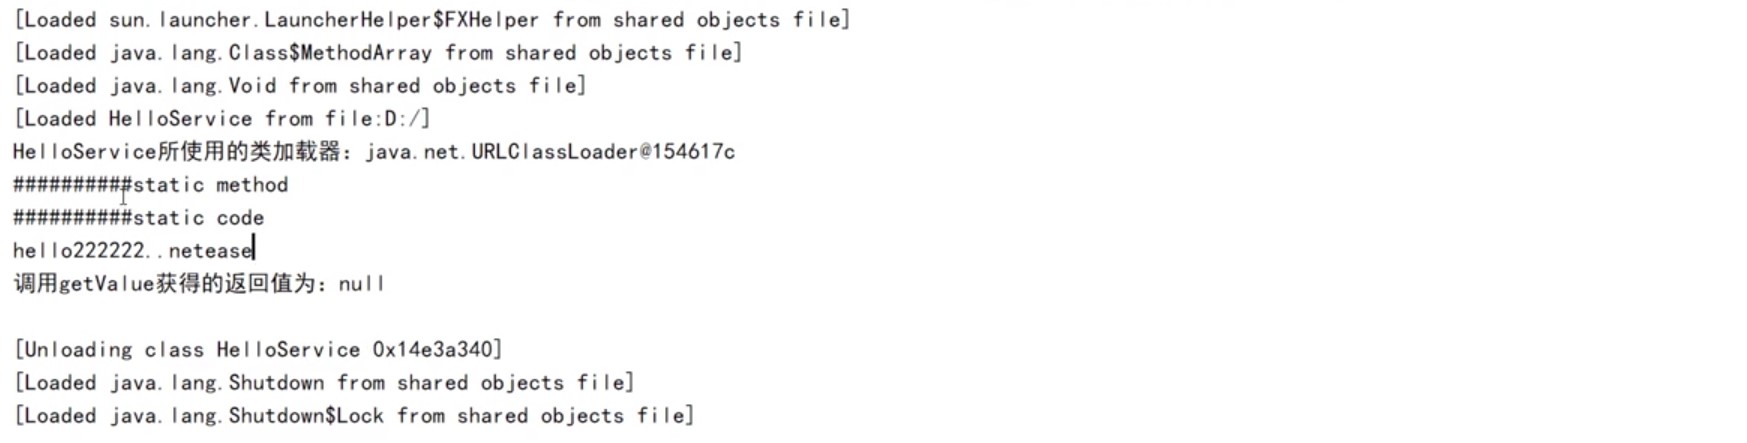 [Loaded sun.launcher.LauncherHelper$FXHelper from shared objects file]
[Loaded java.lang.Class$MethodArray from shared objects file]
[Loaded java.lang.Void from shared objects file]
[Loaded HelloService from file:D:/]
HelloService所使用的类加载器：java.net.URLClassLoader@154617c
##########static method
##########static code
hello222222..netease
调用getValue获得的返回值为：null
[Unloading class HelloService 0x14e3a340]
[Loaded java.lang.Shutdown from shared objects file]
[Loaded java.lang.Shutdown$Lock from shared objects file]